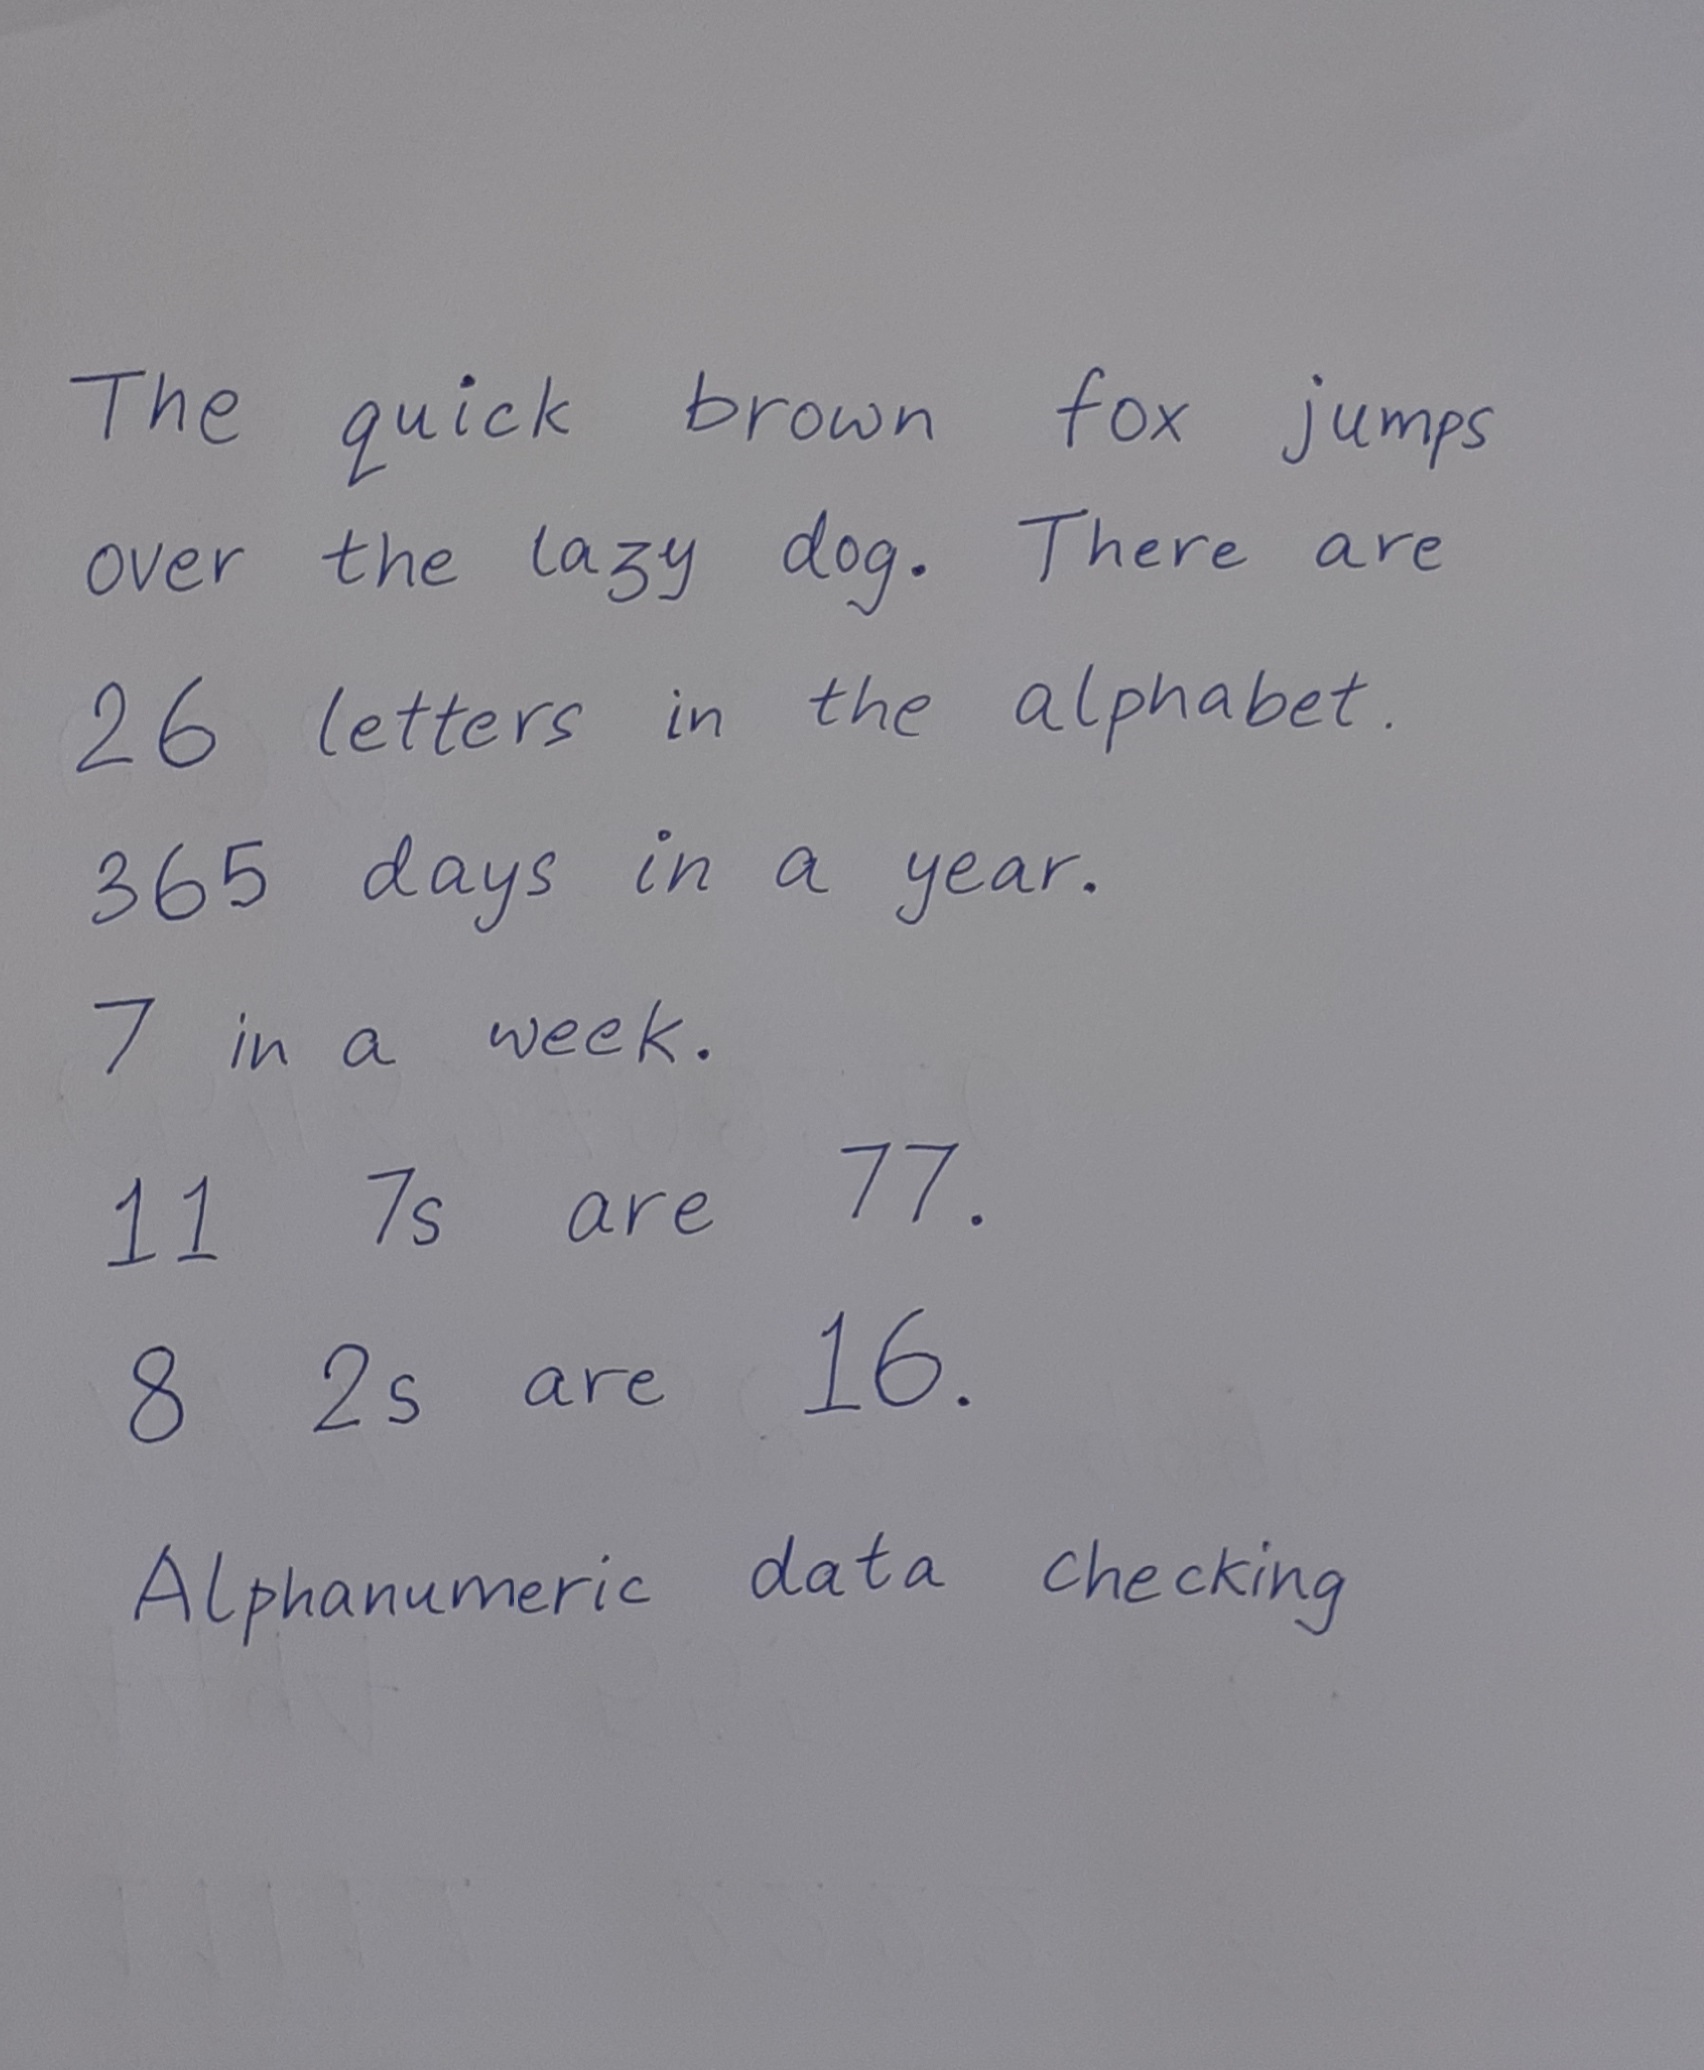 The quick brown fox jumps
over the lazy dog. There are
26 letters in the alphabet.
365 days in a year.
7 in a week.
11 7s are 77.
8 2s are 16.
Alphanumeric data checking